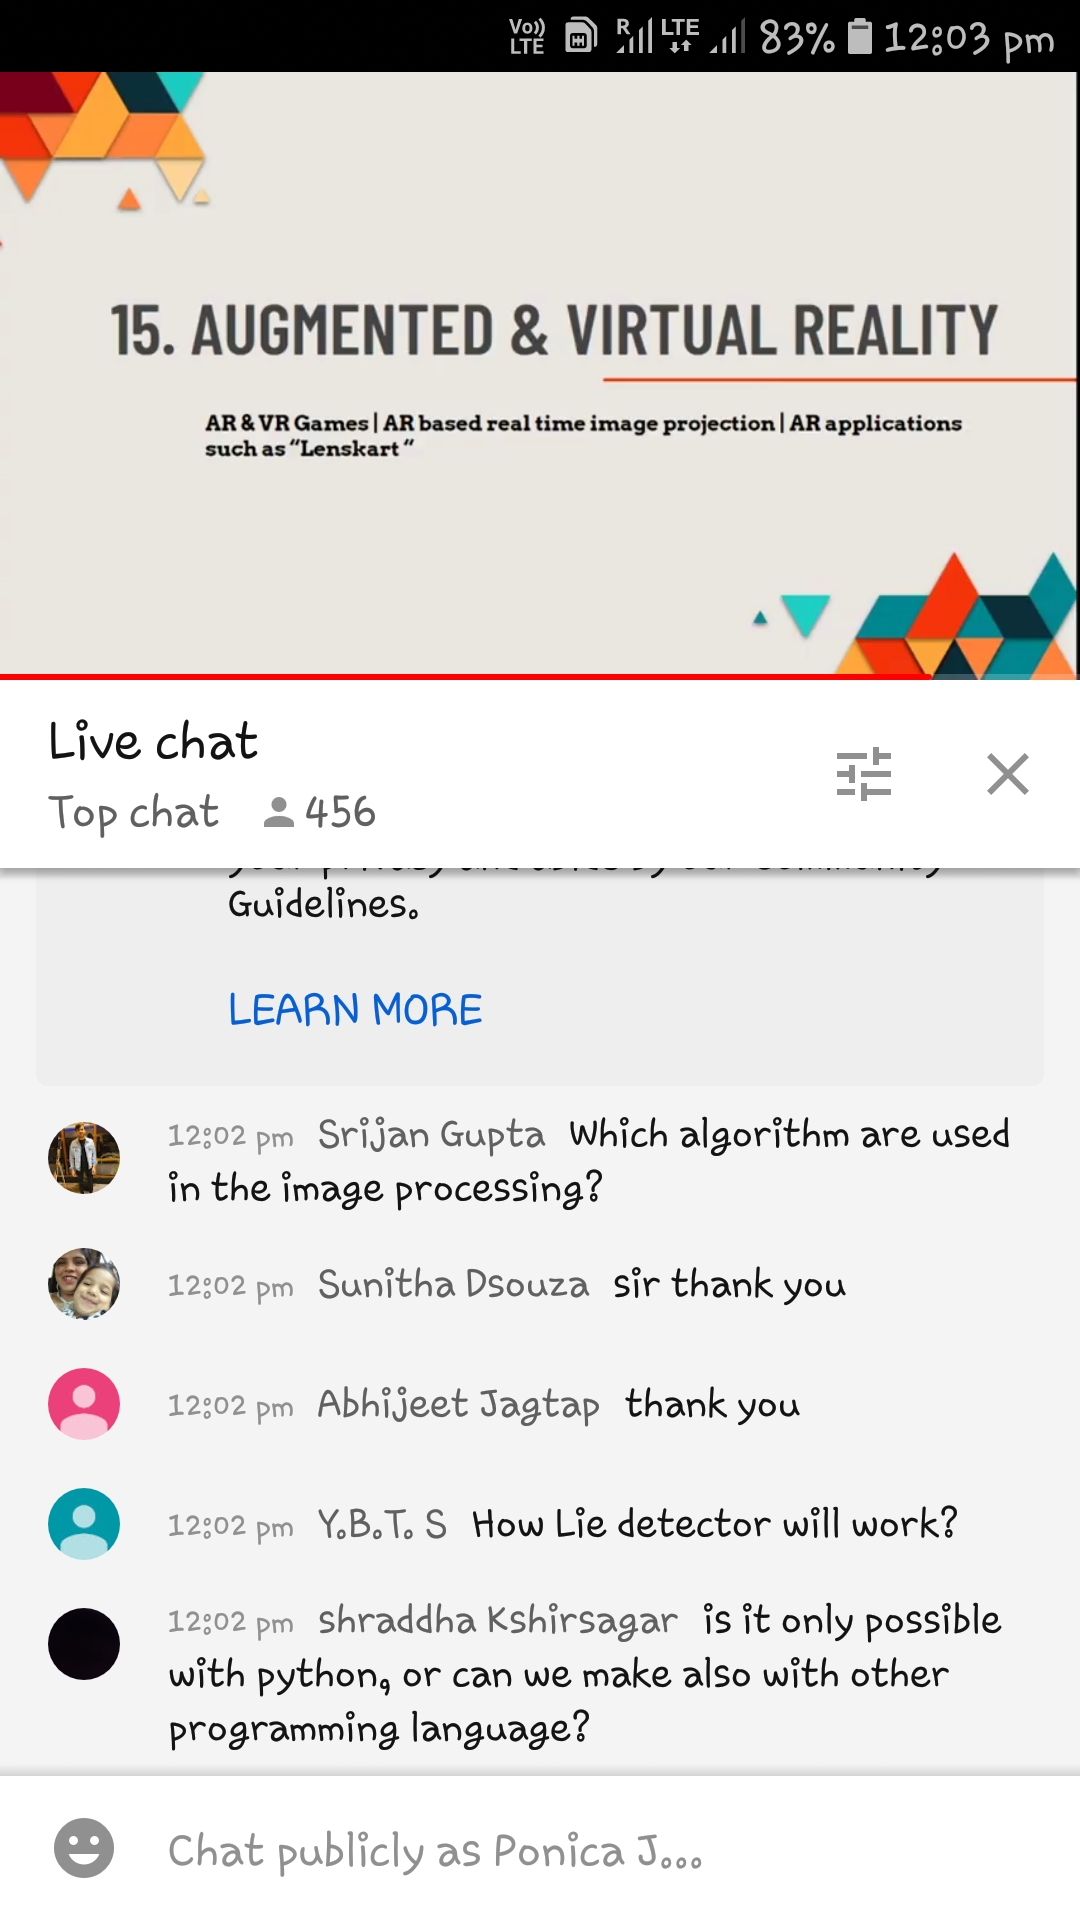 Vo)) LTE R LTE 83% 12:03 pm
15. AUGMENTED & VIRTUAL REALITY
AR & VR Games | AR based real time image projection | AR applications
such as “Lenskart “
Live chat
Top chat 456
Guidelines.
LEARN MORE
12:02 pm Srijan Gupta Which algorithm are used
in the image processing?
12:02 pm Sunitha Dsouza sir thank you
12:02 pm Abhijeet Jagtap thank you
12:02 pm Y.B.T. S How Lie detector will work?
12:02 pm shraddha Kshirsagar is it only possible
with python, or can we make also with other
programming language?
Chat publicly as Ponica J...